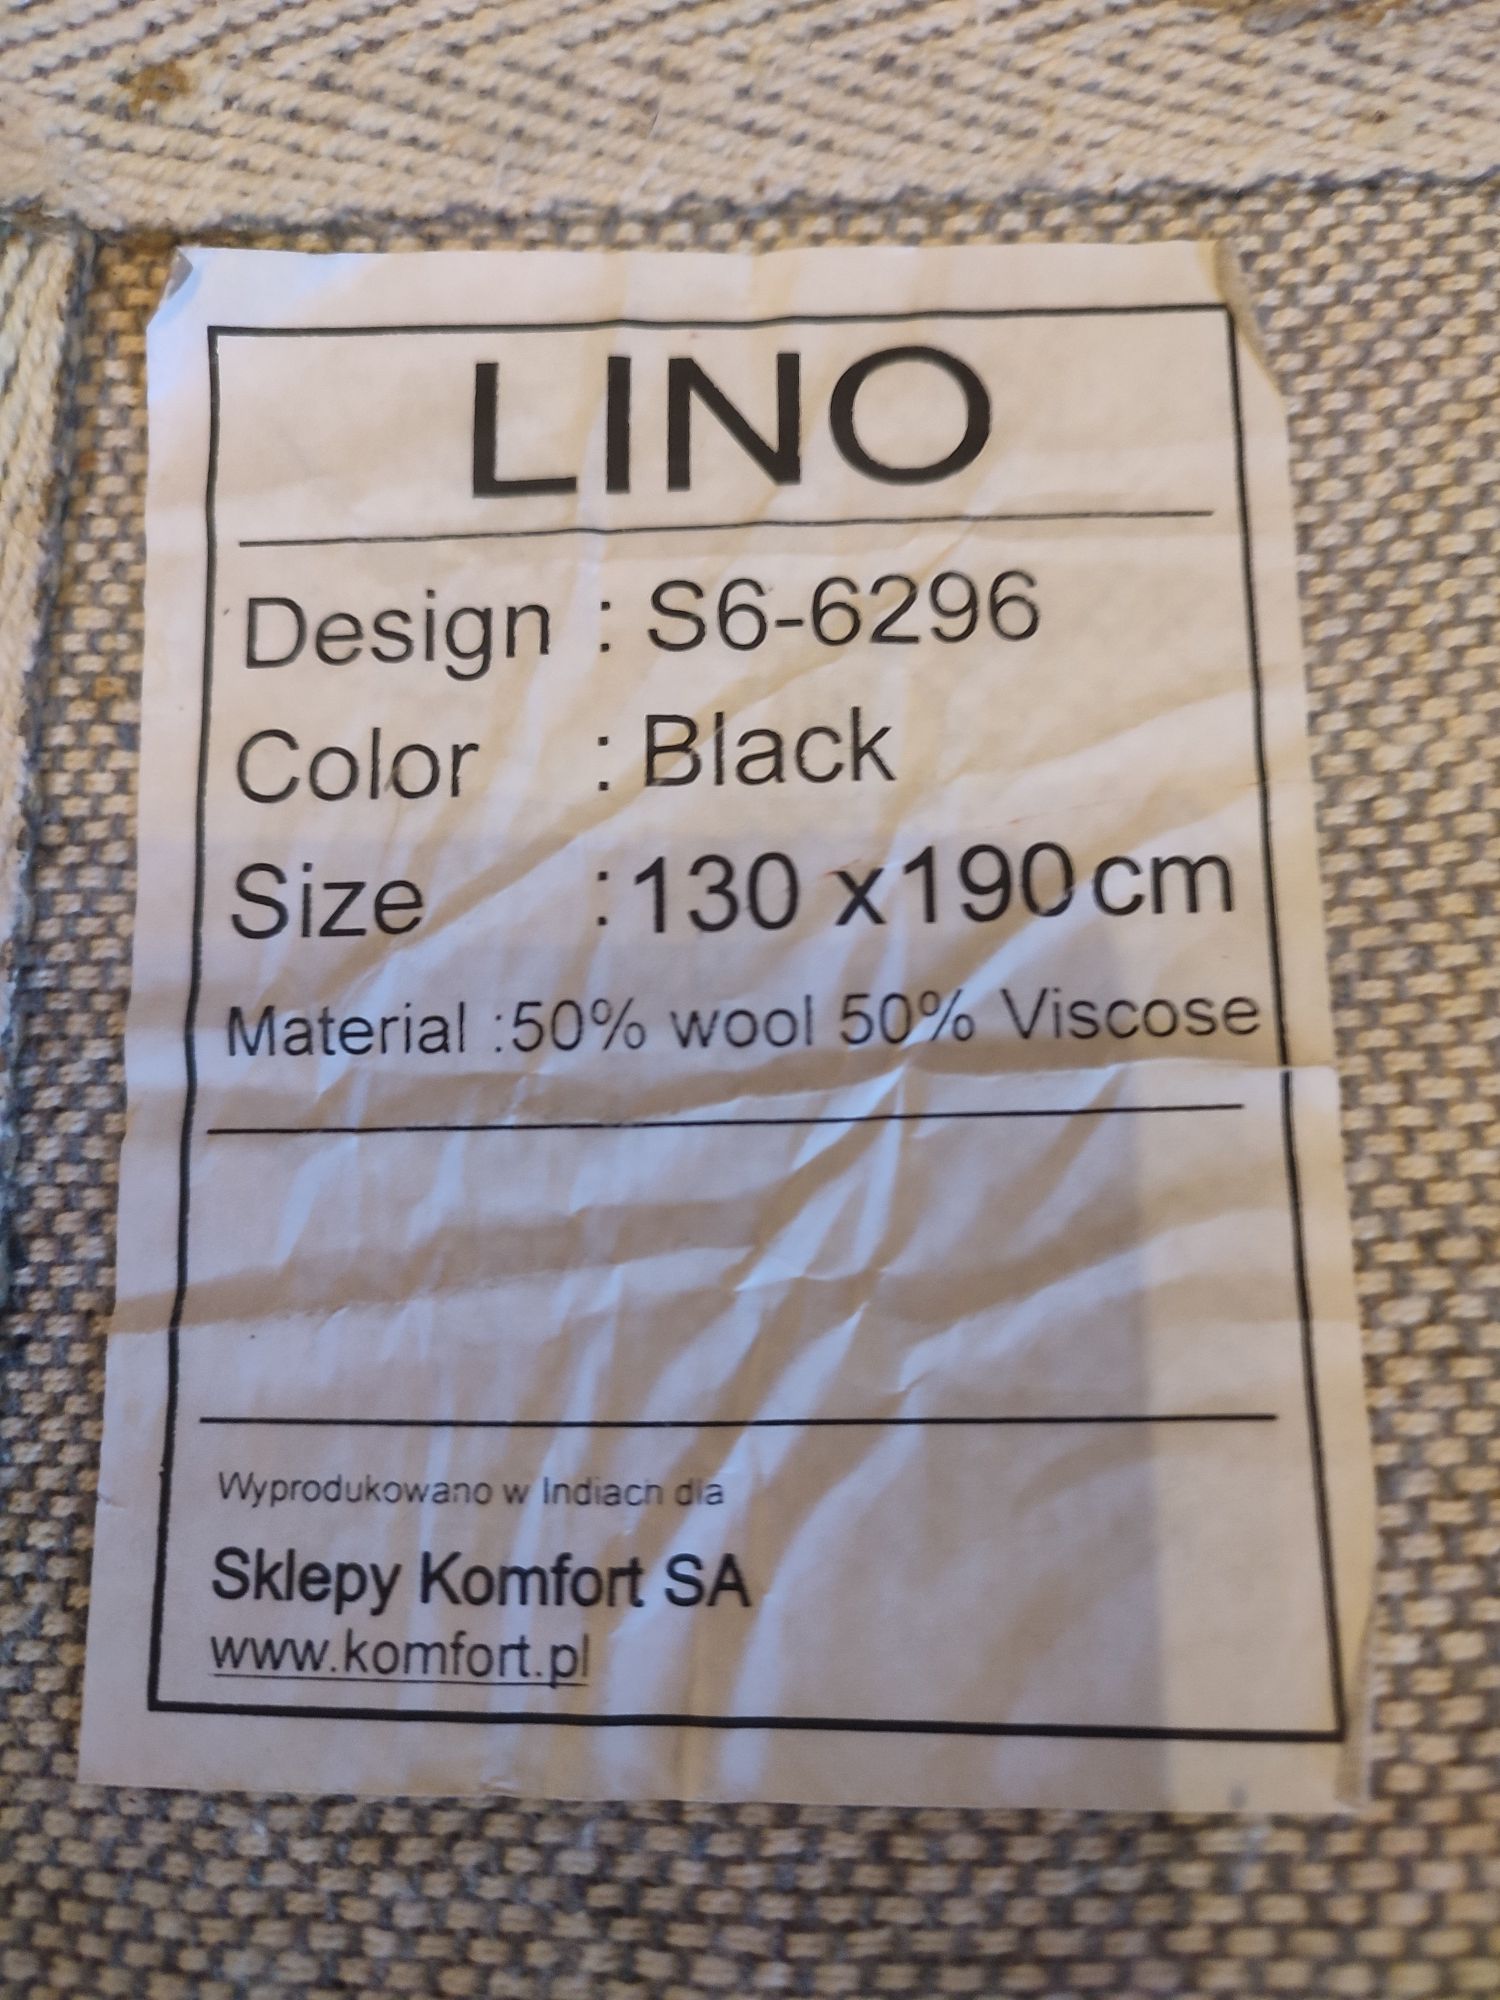 LINO
Design : S6-6296
Color : Black
Size : 130 x 190 cm
Material : 50% wool 50% Viscose
Wyprodukowano w Indiach dla
Sklepy Komfort SA
www.komfort.pl